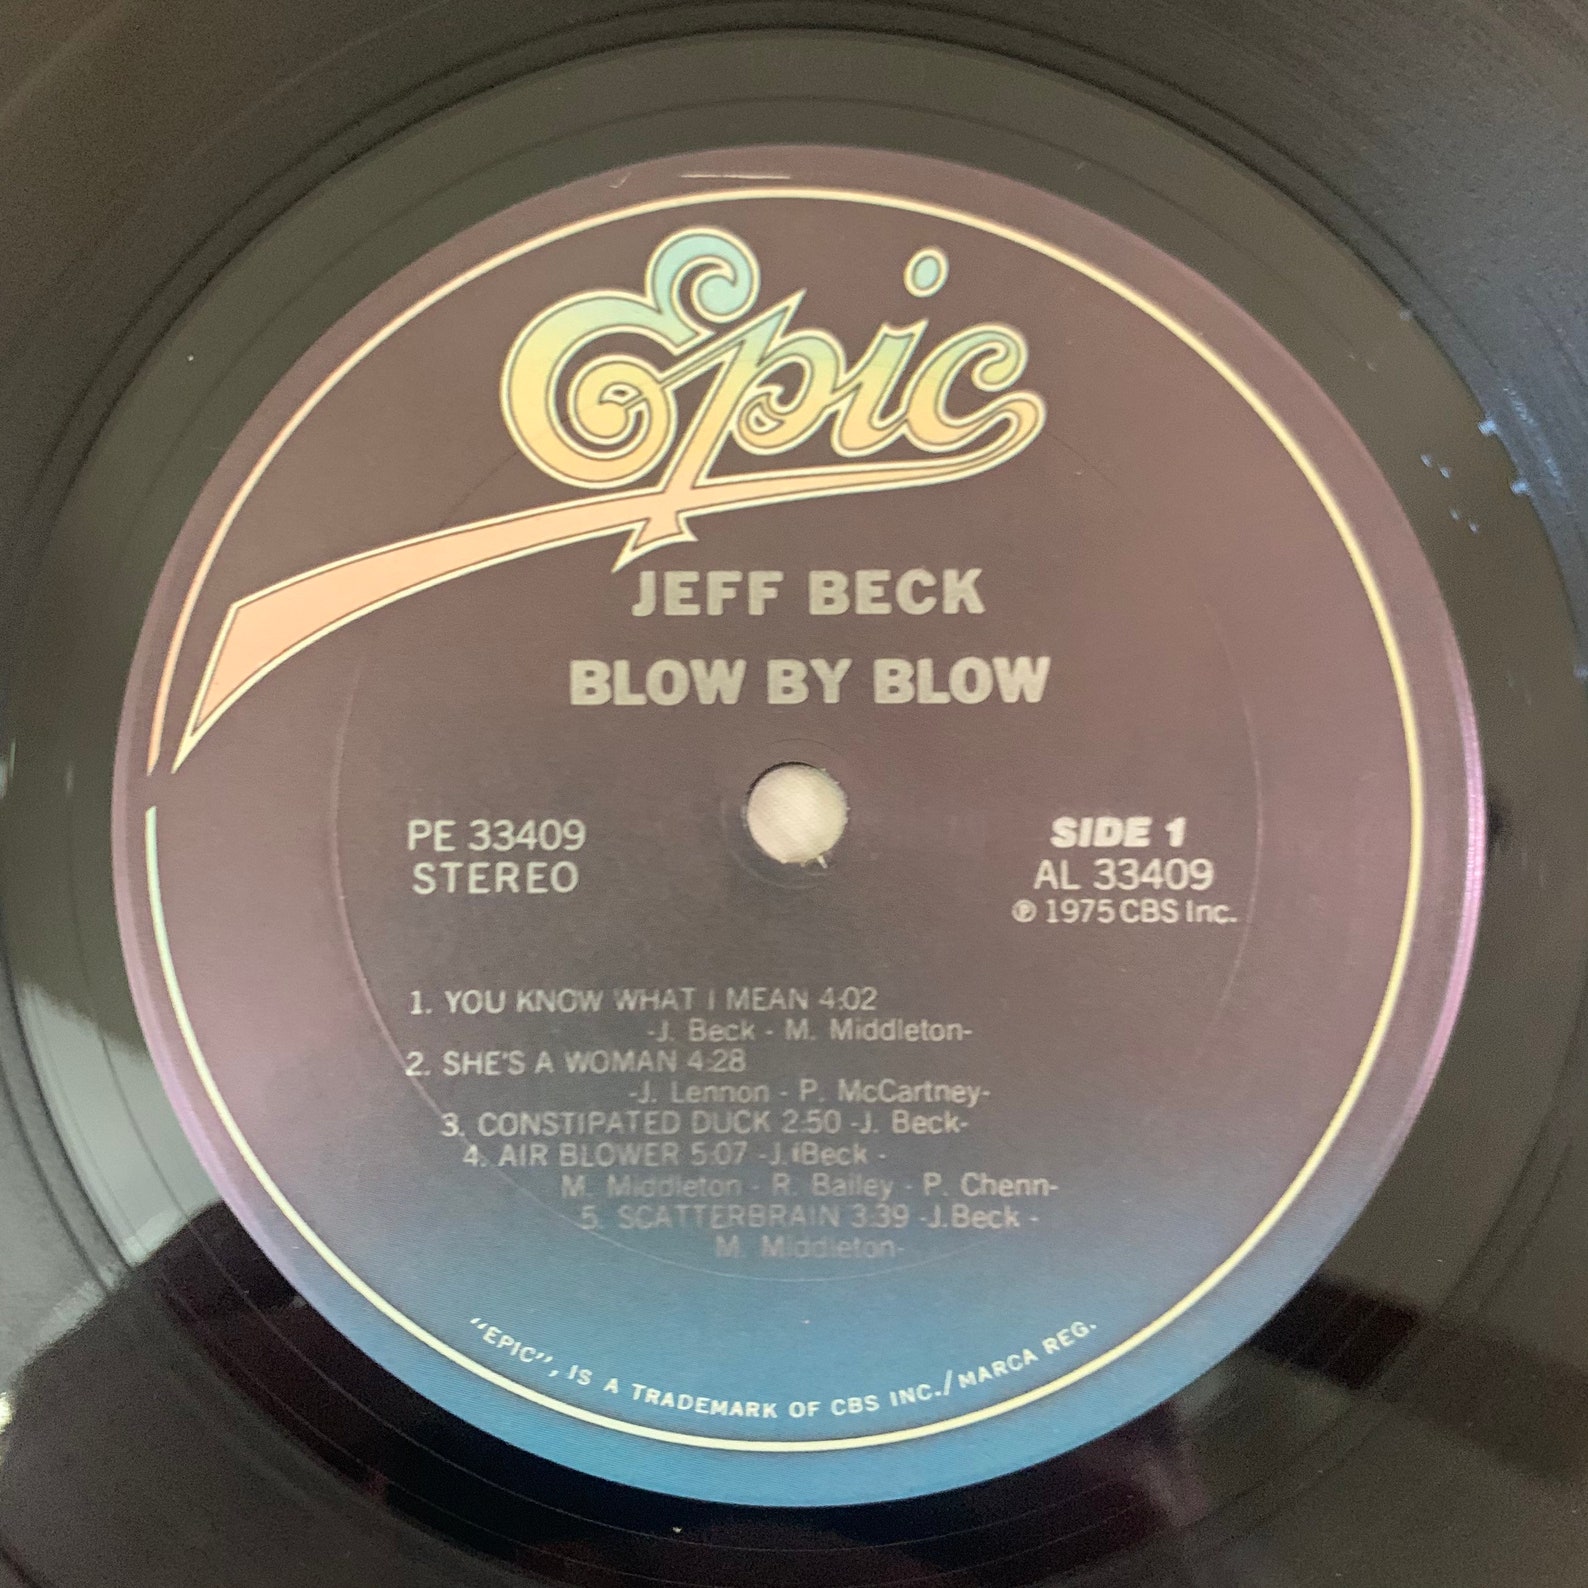 Epic
JEFF BECK
BLOW BY BLOW
PE 33409
STEREO
SIDE 1
AL 33409
℗ 1975 CBS Inc.
1. YOU KNOW WHAT I MEAN 4:02
-J. Beck - M. Middleton-
2. SHE'S A WOMAN 4:28
-J. Lennon - P. McCartney-
3. CONSTIPATED DUCK 2:50 -J. Beck-
4. AIR BLOWER 5:07 -J. Beck -
M. Middleton - R. Bailey - P. Chenn-
5. SCATTERBRAIN 3:39 -J. Beck -
M. Middleton-
"EPIC", IS A TRADEMARK OF CBS INC./MARCA REG.